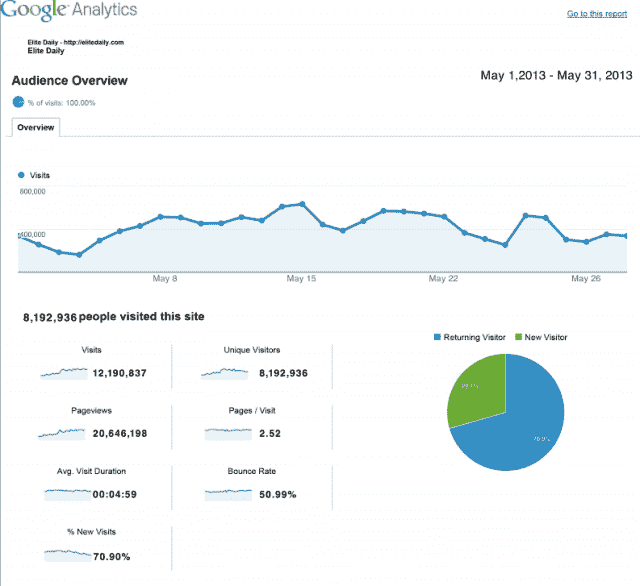 Google Analytics
Go to this report
Elite Daily - http://elitedaily.com
Elite Daily
Audience Overview
May 1,2013 - May 31, 2013
% of visits: 100.00%
Overview
Visits
800,000
400,000
May 8
May 15
May 22
May 26
8,192,936 people visited this site
Returning Visitor
New Visitor
Visits
12,190,837
Unique Visitors
8,192,936
Pageviews
20,646,198
Pages / Visit
2.52
Avg. Visit Duration
00:04:59
Bounce Rate
50.99%
% New Visits
70.90%